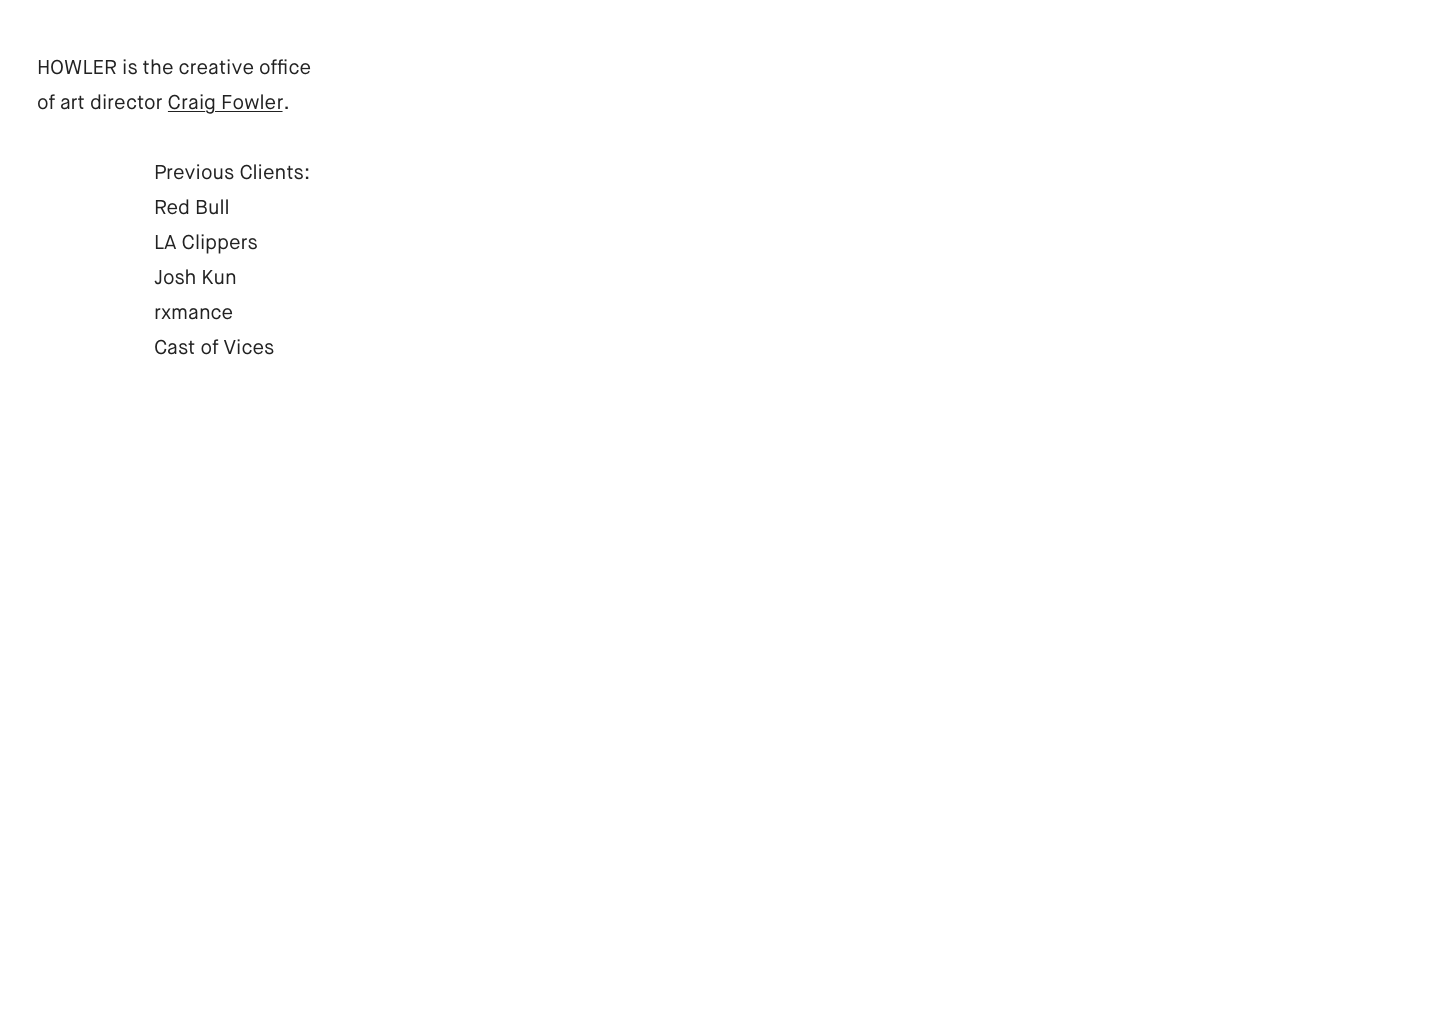 HOWLER is the creative office
of art director Craig Fowler.
Previous Clients:
Red Bull
LA Clippers
Josh Kun
rxmance
Cast of Vices